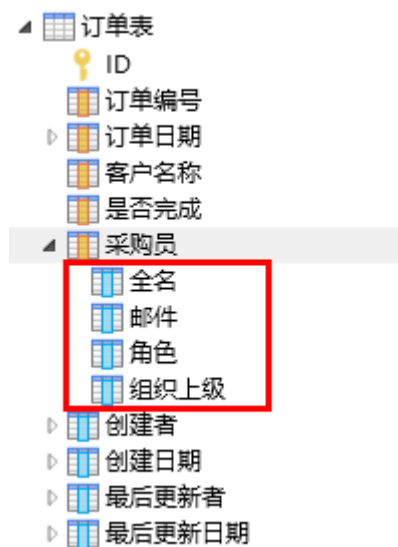 订单表
ID
订单编号
订单日期
客户名称
是否完成
采购员
全名
邮件
角色
组织上级
创建者
创建日期
最后更新者
最后更新日期